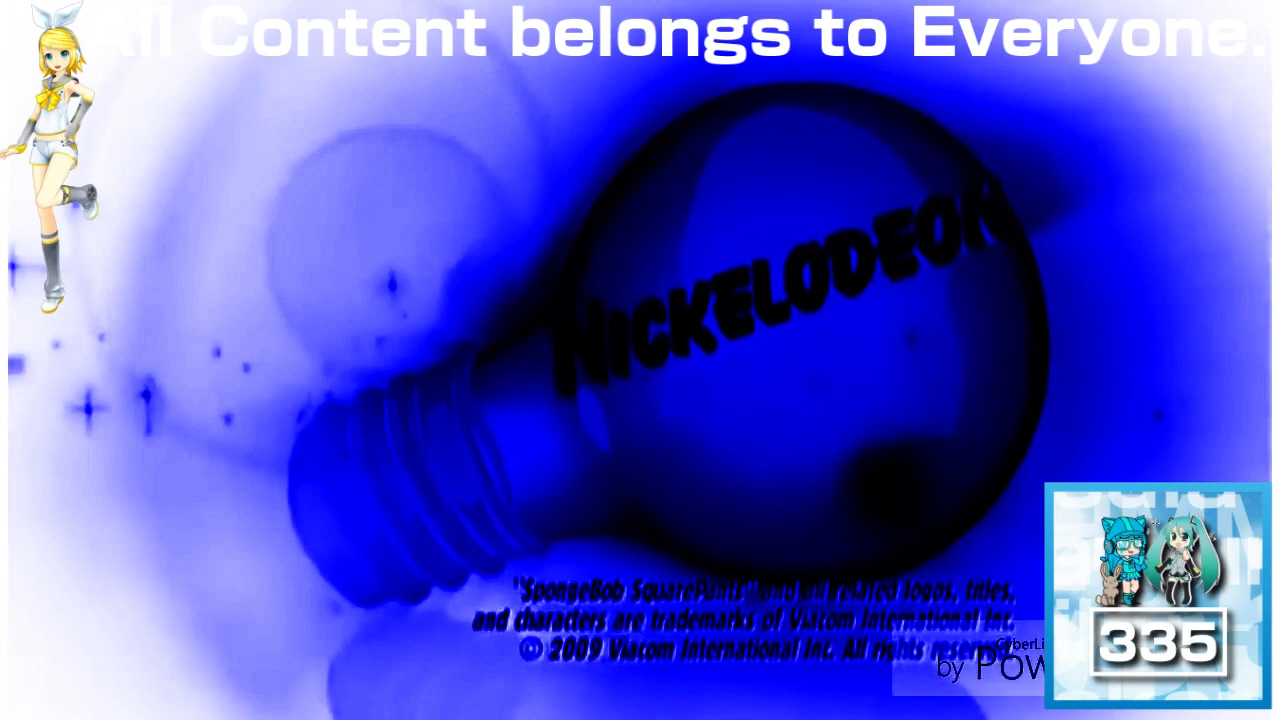 All Content belongs to Everyone.
NICKELODEON
"SpongeBob SquarePants" and all related logos, titles,
and characters are trademarks of Viacom International Inc.
© 2009 Viacom International Inc. All rights reserved.
CyberLi
by POW
335